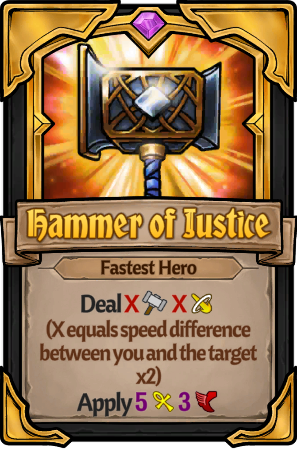 Hammer of Justice
Fastest Hero
Deal X X
(X equals speed difference
between you and the target
x2)
Apply 5 3